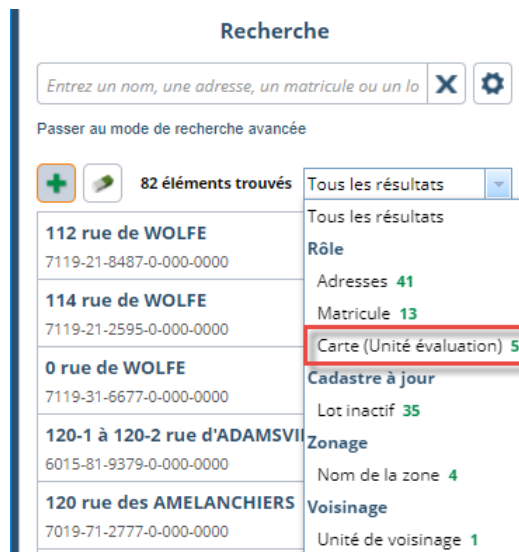 Recherche
Entrez un nom, une adresse, un matricule ou un lo
Passer au mode de recherche avancée
82 éléments trouvés Tous les résultats
112 rue de WOLFE
7119-21-8487-0-000-0000
114 rue de WOLFE
7119-21-2595-0-000-0000
0 rue de WOLFE
7119-31-6677-0-000-0000
120-1 à 120-2 rue d'ADAMSVI
6015-81-9379-0-000-0000
120 rue des AMELANCHIERS
7019-71-2777-0-000-0000
Tous les résultats
Rôle
Adresses 41
Matricule 13
Carte (Unité évaluation) 5
Cadastre à jour
Lot inactif 35
Zonage
Nom de la zone 4
Voisinage
Unité de voisinage 1